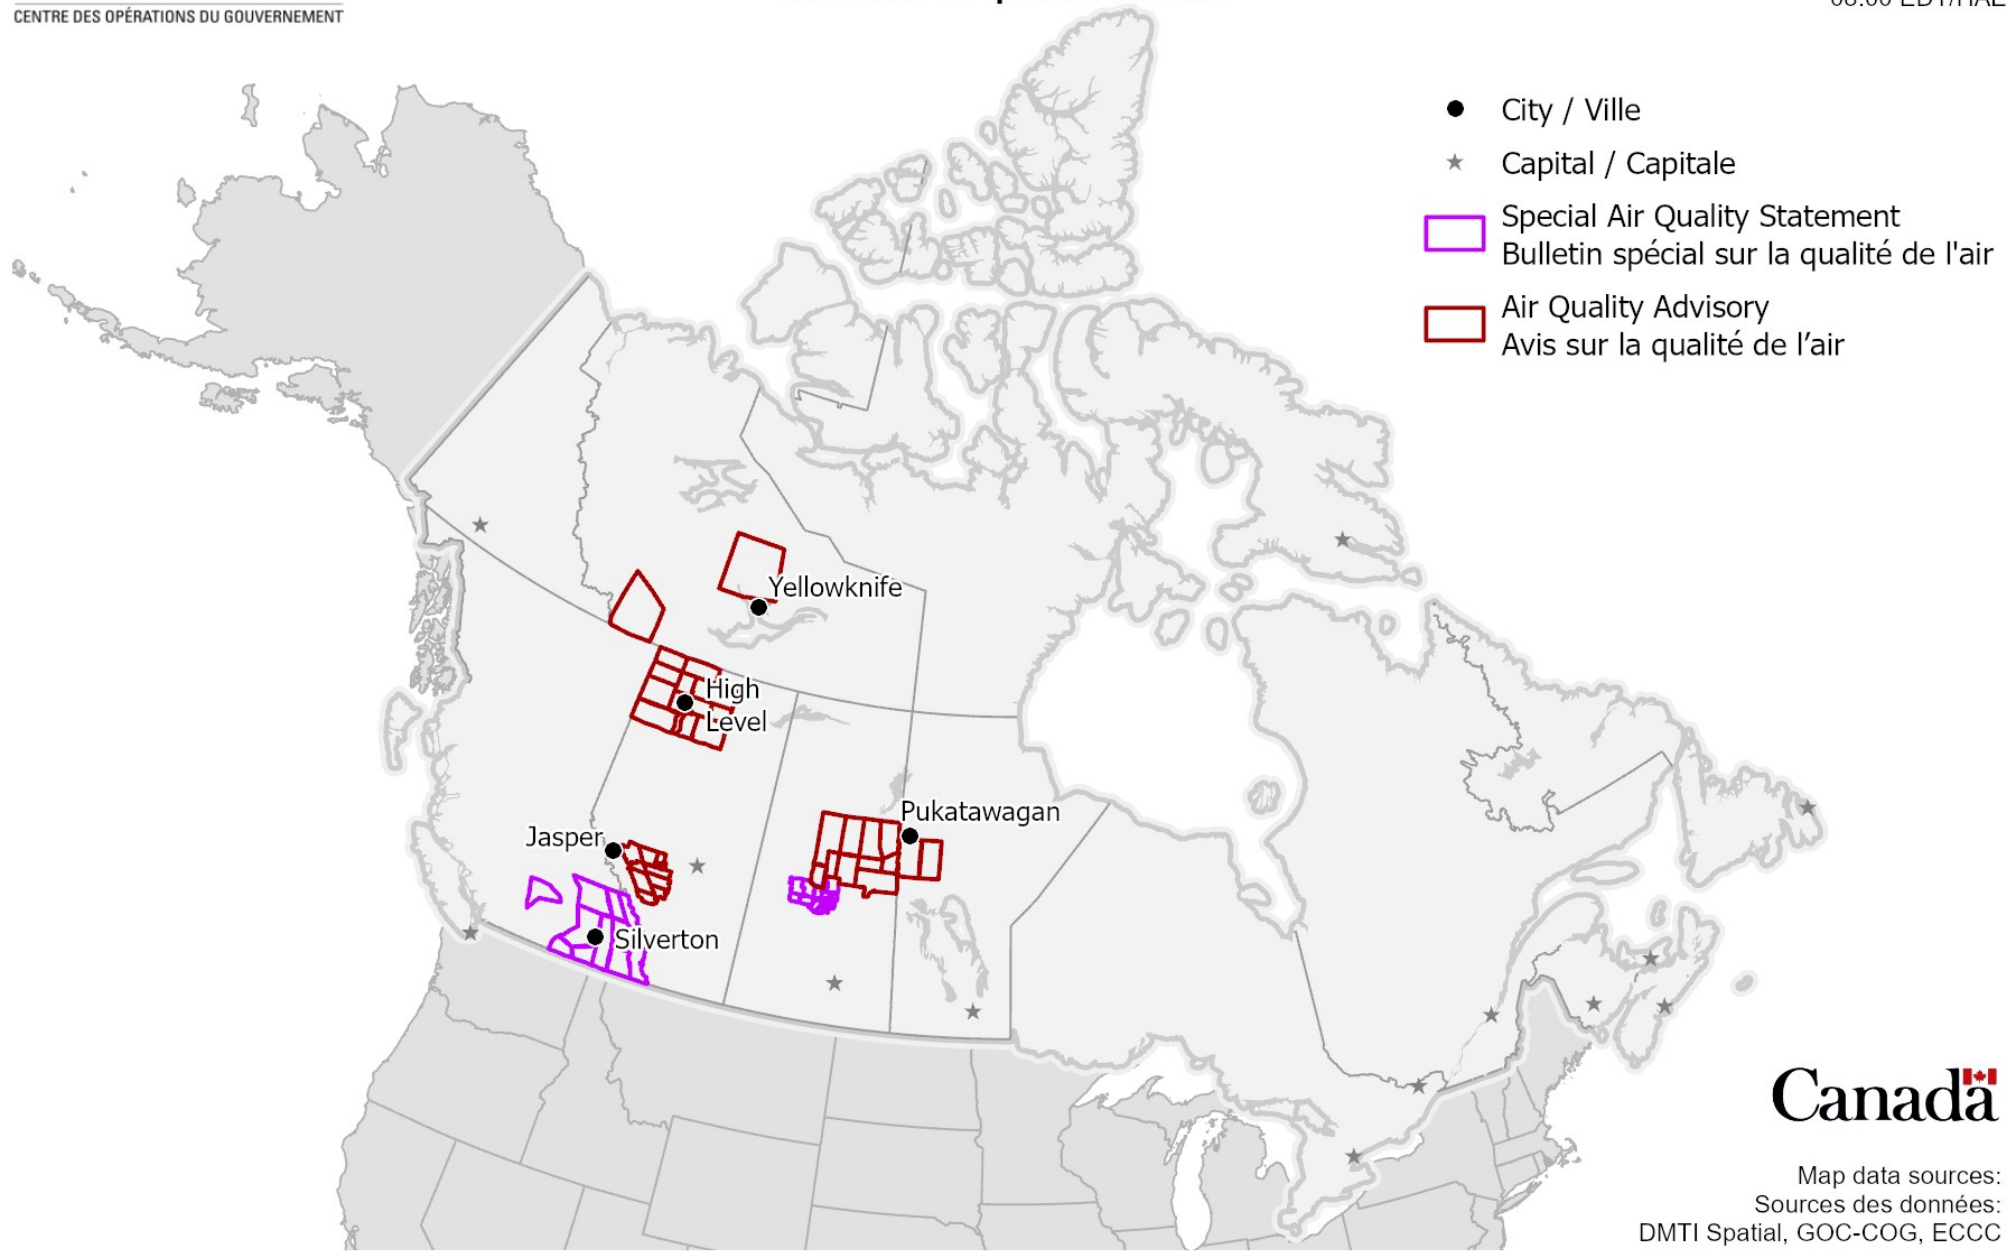 CENTRE DES OPÉRATIONS DU GOUVERNEMENT
City / Ville
Capital / Capitale
Special Air Quality Statement
Bulletin spécial sur la qualité de l'air
Air Quality Advisory
Avis sur la qualité de l’air
Yellowknife
High
Level
Pukatawagan
Jasper
Silverton
Canada
Map data sources:
Sources des données:
DMTI Spatial, GOC-COG, ECCC